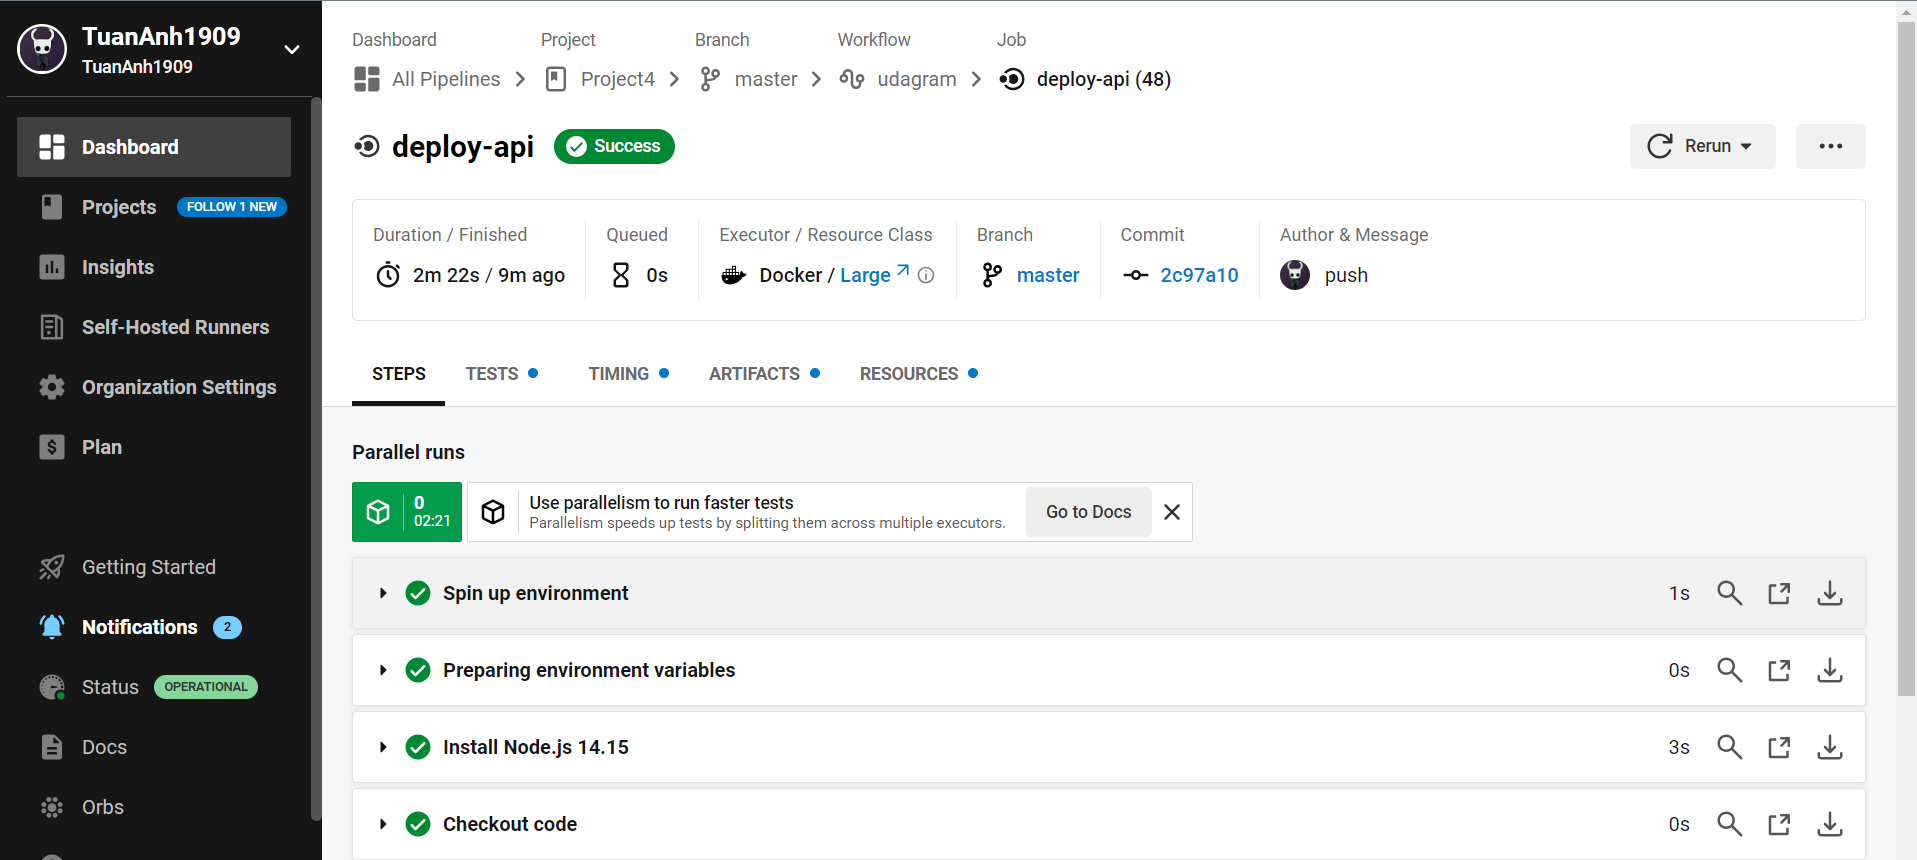 TuanAnh1909
TuanAnh1909
Dashboard
Projects FOLLOW 1 NEW
Insights
Self-Hosted Runners
Organization Settings
Plan
Getting Started
Notifications 2
Status OPERATIONAL
Docs
Orbs
Dashboard Project Branch Workflow Job
All Pipelines Project4 master udagram deploy-api (48)
deploy-api Success Rerun
Duration / Finished Queued Executor / Resource Class Branch Commit Author & Message
2m 22s / 9m ago 0s Docker / Large master 2c97a10 push
STEPS TESTS TIMING ARTIFACTS RESOURCES
Parallel runs
0
02:21
Use parallelism to run faster tests
Parallelism speeds up tests by splitting them across multiple executors.
Go to Docs
Spin up environment 1s
Preparing environment variables 0s
Install Node.js 14.15 3s
Checkout code 0s